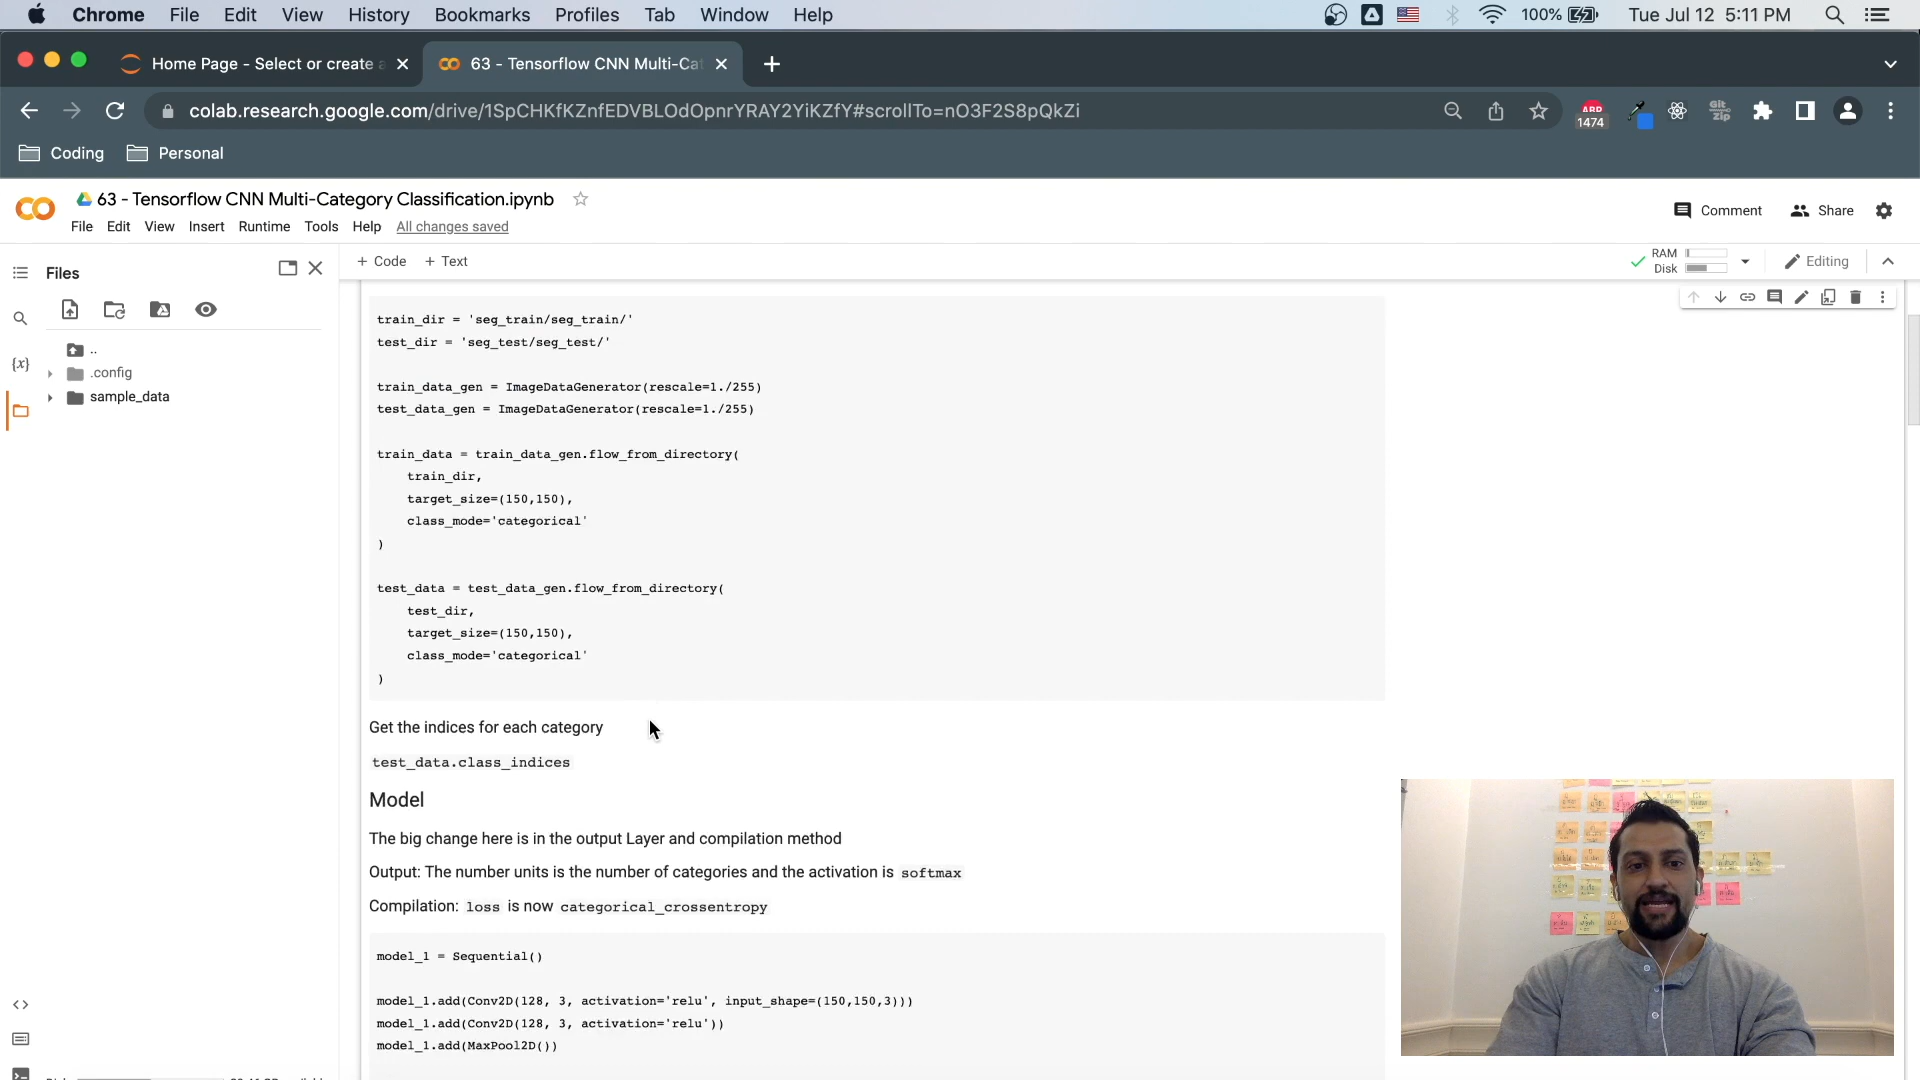 Chrome File Edit View History Bookmarks Profiles Tab Window Help 100% Tue Jul 12 5:11 PM
Home Page - Select or create a 63 - Tensorflow CNN Multi-Cat
colab.research.google.com/drive/1SpCHKfKZnfEDVBLOdOpnrYRAY2YiKZfY#scrollTo=nO3F2S8pQkZi ABP 1474 Git Zip
Coding Personal
63 - Tensorflow CNN Multi-Category Classification.ipynb
File Edit View Insert Runtime Tools Help All changes saved
Comment Share
Files
+ Code + Text
RAM
Disk
Editing
..
.config
sample_data
{x}
train_dir = 'seg_train/seg_train/'
test_dir = 'seg_test/seg_test/'
train_data_gen = ImageDataGenerator(rescale=1./255)
test_data_gen = ImageDataGenerator(rescale=1./255)
train_data = train_data_gen.flow_from_directory(
train_dir,
target_size=(150,150),
class_mode='categorical'
)
test_data = test_data_gen.flow_from_directory(
test_dir,
target_size=(150,150),
class_mode='categorical'
)
Get the indices for each category
test_data.class_indices
Model
The big change here is in the output Layer and compilation method
Output: The number units is the number of categories and the activation is softmax
Compilation: loss is now categorical_crossentropy
model_1 = Sequential()
model_1.add(Conv2D(128, 3, activation='relu', input_shape=(150,150,3)))
model_1.add(Conv2D(128, 3, activation='relu'))
model_1.add(MaxPool2D())